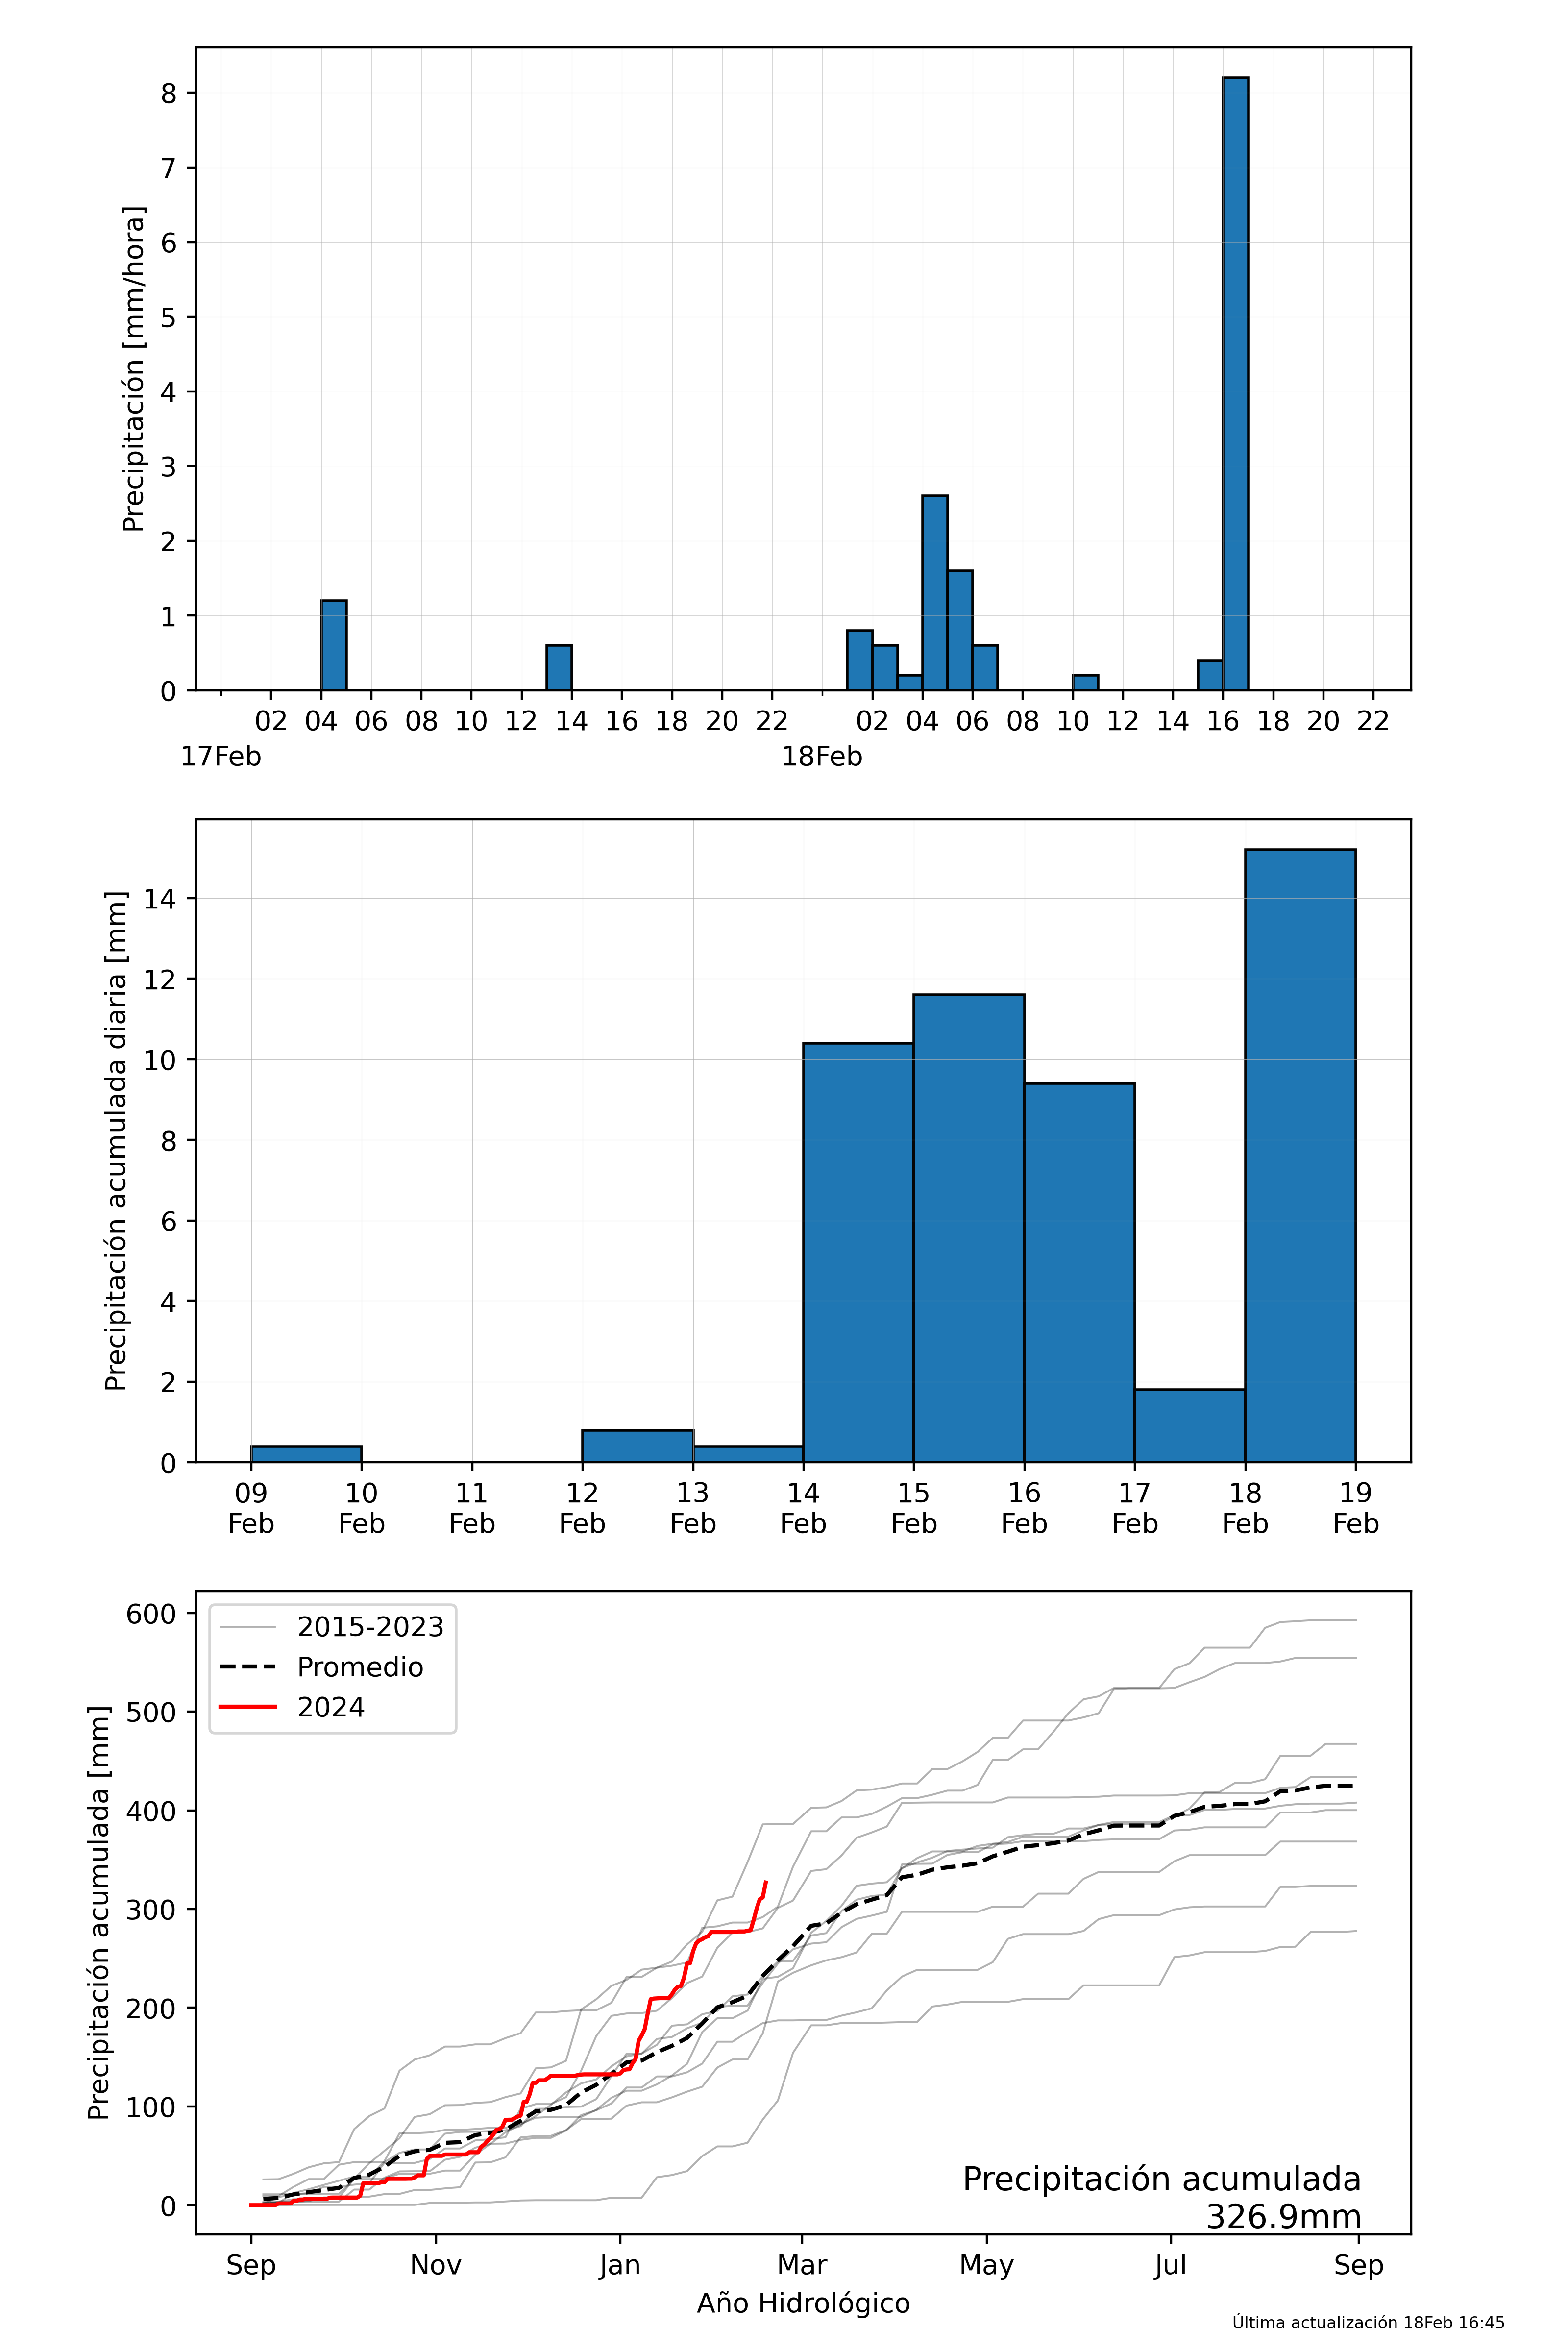 Precipitación [mm/hora]
8
7
6
5
4
3
2
1
0
02 04 06 08 10 12 14 16 18 20 22 02 04 06 08 10 12 14 16 18 20 22
17Feb 18Feb
Precipitación acumulada diaria [mm]
14
12
10
8
6
4
2
0
09 10 11 12 13 14 15 16 17 18 19
Feb Feb Feb Feb Feb Feb Feb Feb Feb Feb Feb
Precipitación acumulada [mm]
600
500
400
300
200
100
0
2015-2023
Promedio
2024
Precipitación acumulada
326.9mm
Sep Nov Jan Mar May Jul Sep
Año Hidrológico
Última actualización 18Feb 16:45